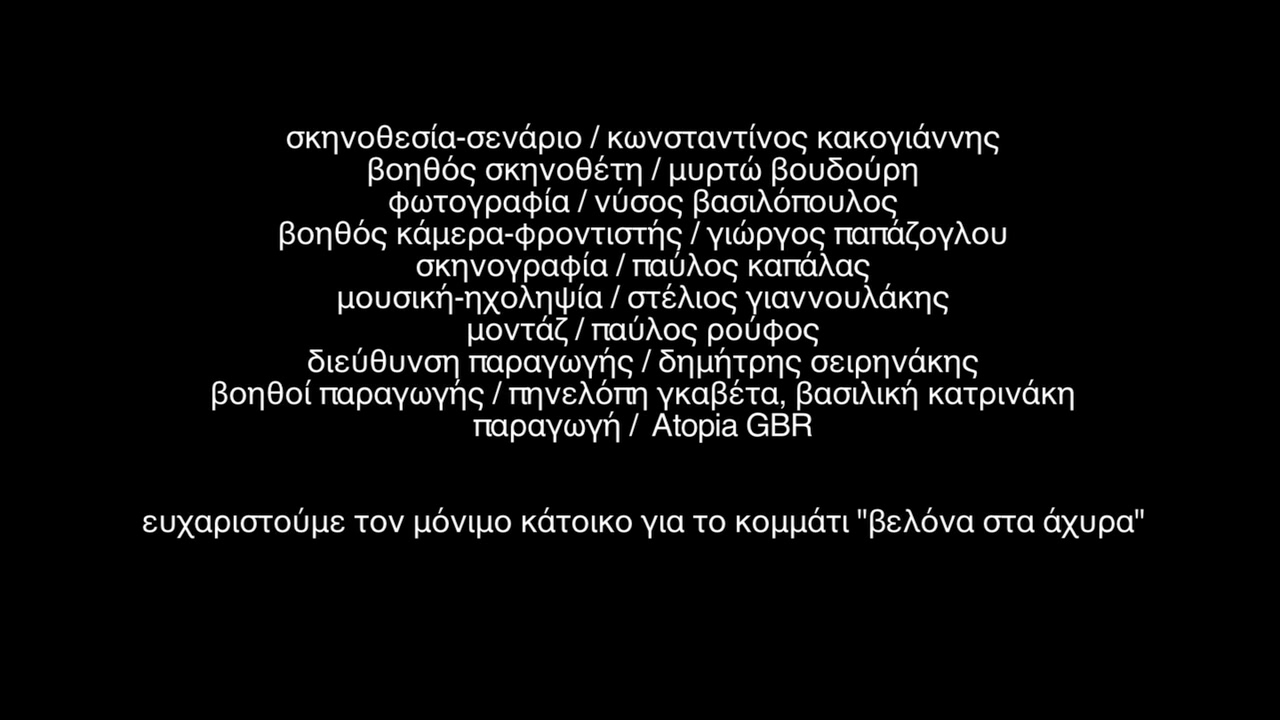 σκηνοθεσία-σενάριο / κωνσταντίνος κακογιάννης
βοηθός σκηνοθέτη / μυρτώ βουδούρη
φωτογραφία / νύσος βασιλόπουλος
βοηθός κάμερα-φροντιστής / γιώργος παπάζογλου
σκηνογραφία / παύλος καπάλας
μουσική-ηχοληψία / στέλιος γιαννουλάκης
μοντάζ / παύλος ρούφος
διεύθυνση παραγωγής / δημήτρης σειρηνάκης
βοηθοί παραγωγής / πηνελόπη γκαβέτα, βασιλική κατρινάκη
παραγωγή / Atopia GBR
ευχαριστούμε τον μόνιμο κάτοικο για το κομμάτι "βελόνα στα άχυρα"